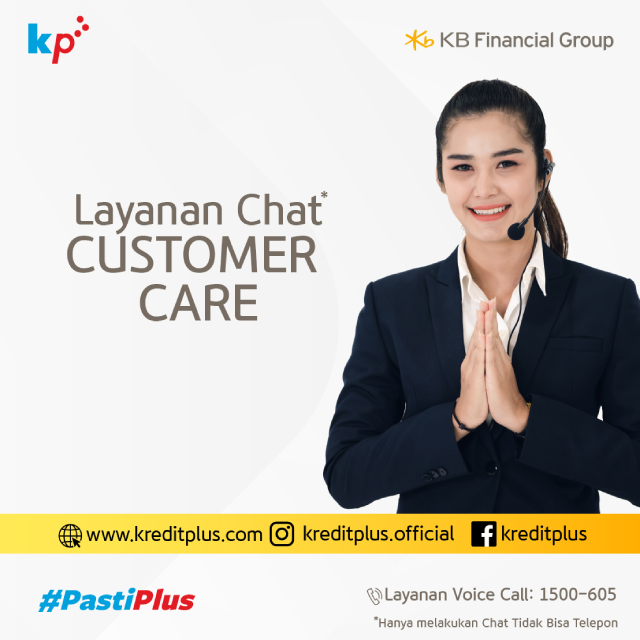 kp
KB Financial Group
Layanan Chat*
CUSTOMER
CARE
www.kreditplus.com kreditplus.official kreditplus
#PastiPlus
Layanan Voice Call: 1500-605
*Hanya melakukan Chat Tidak Bisa Telepon